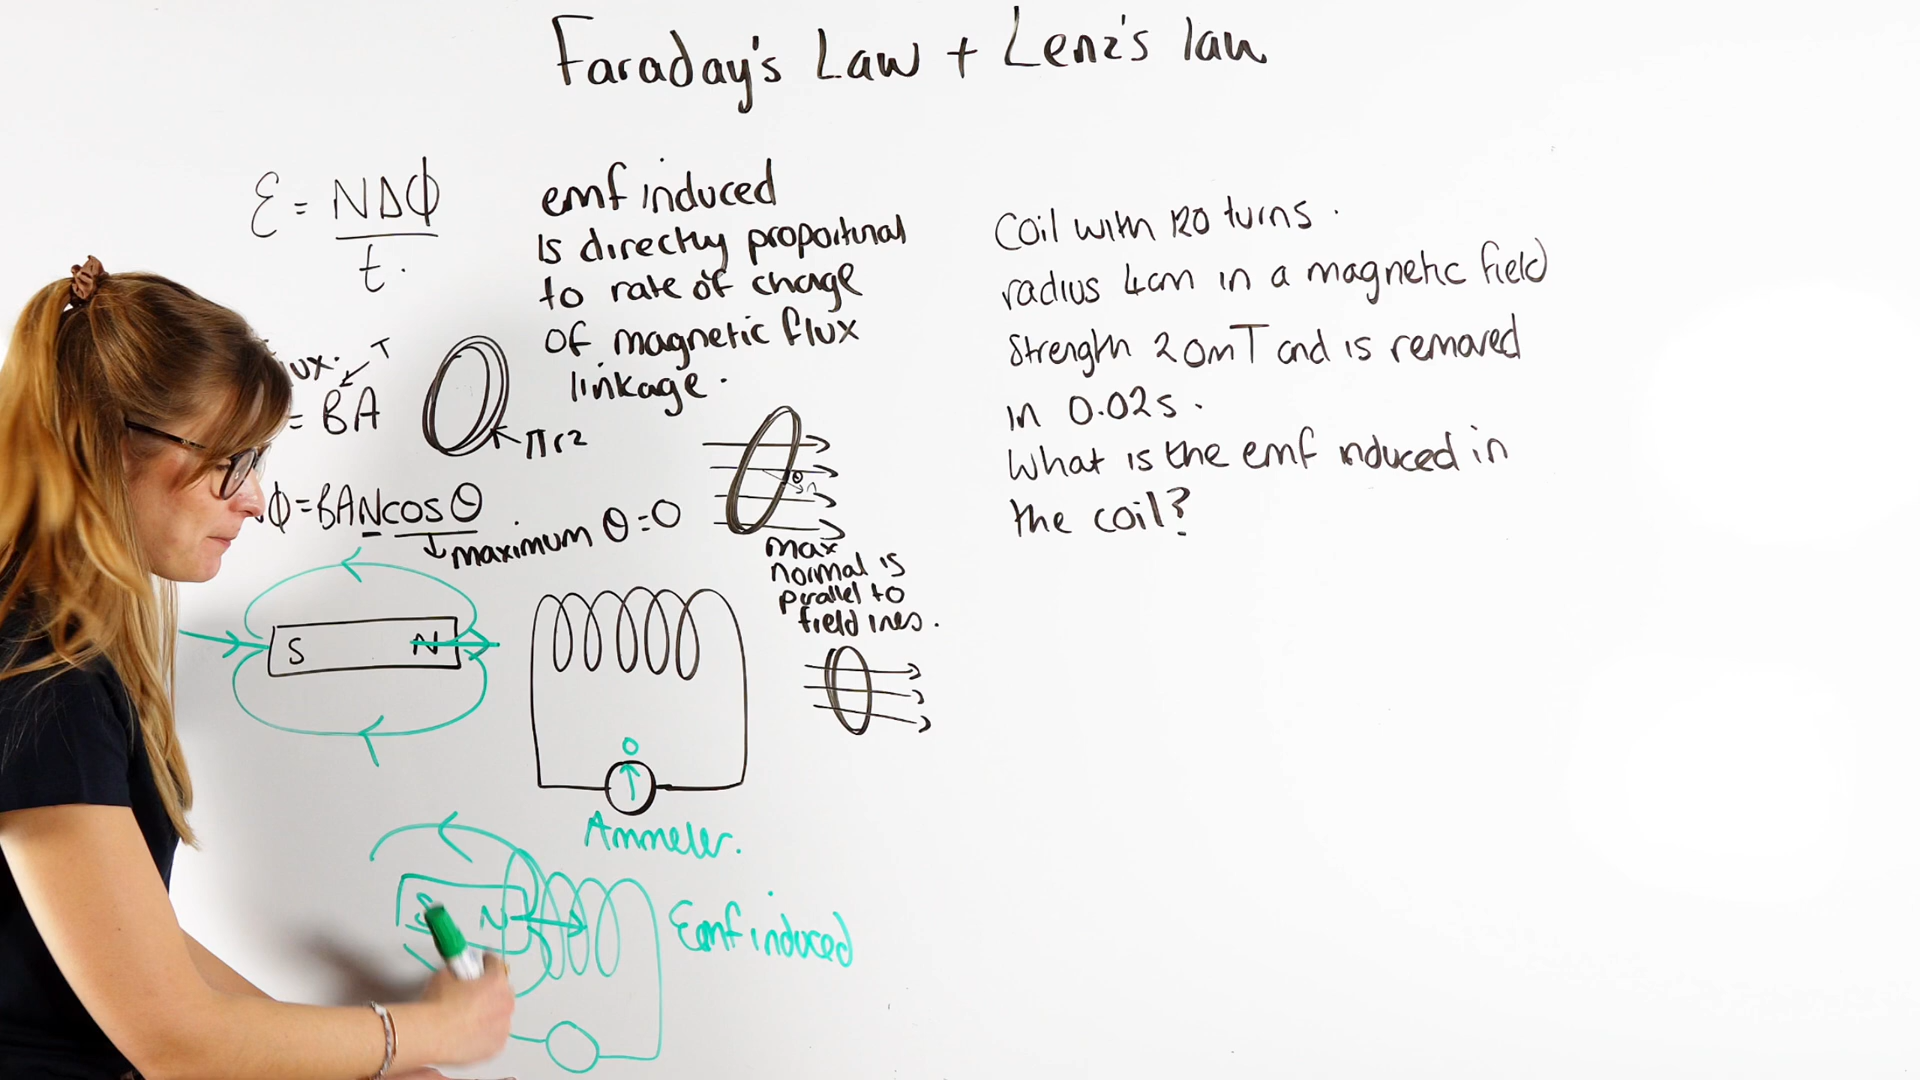 Faraday's Law + Lenz's law
Ɛ = NΔΦ
t.
emf induced
is directly proportional
to rate of change
of magnetic flux
linkage.
T
= BA
πr2
Φ=BANcosθ
maximum θ=0
θ
n
max
normal is
parallel to
field lines.
S N
0
Ammeter.
S N
Emf induced
Coil with 120 turns.
radius 4cm in a magnetic field
strength 20mT and is removed
in 0.02s.
What is the emf induced in
the coil?